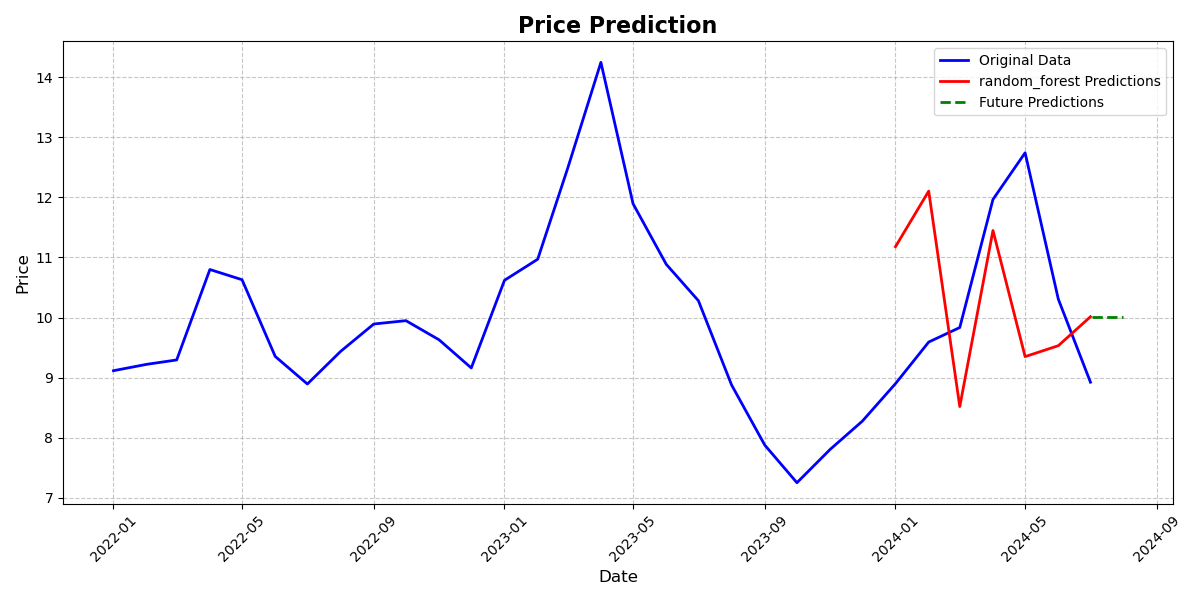 Price Prediction
Original Data
random_forest Predictions
Future Predictions
Price
14
13
12
11
10
9
8
7
2022-01
2022-05
2022-09
2023-01
2023-05
2023-09
2024-01
2024-05
2024-09
Date